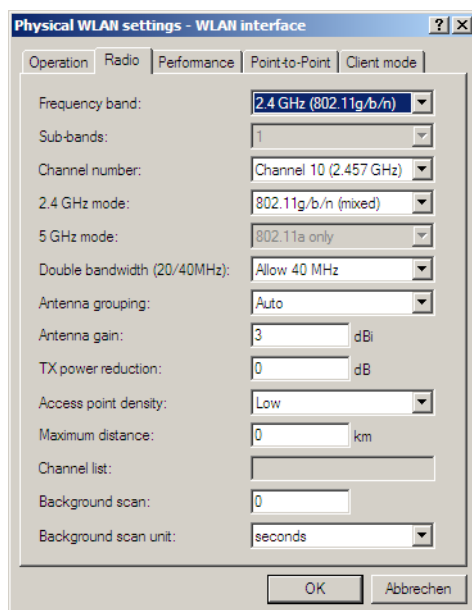 Physical WLAN settings - WLAN interface
Operation Radio Performance Point-to-Point Client mode
Frequency band: 2.4 GHz (802.11g/b/n)
Sub-bands: 1
Channel number: Channel 10 (2.457 GHz)
2.4 GHz mode: 802.11g/b/n (mixed)
5 GHz mode: 802.11a only
Double bandwidth (20/40MHz): Allow 40 MHz
Antenna grouping: Auto
Antenna gain: 3 dBi
TX power reduction: 0 dB
Access point density: Low
Maximum distance: 0 km
Channel list:
Background scan: 0
Background scan unit: seconds
OK Abbrechen